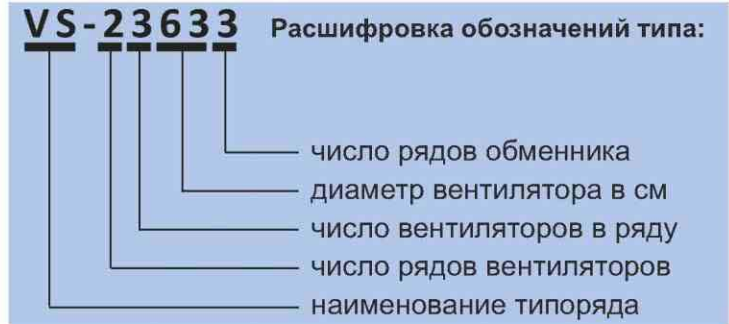 VS-23633 Расшифровка обозначений типа:
число рядов обменника
диаметр вентилятора в см
число вентиляторов в ряду
число рядов вентиляторов
наименование типоряда